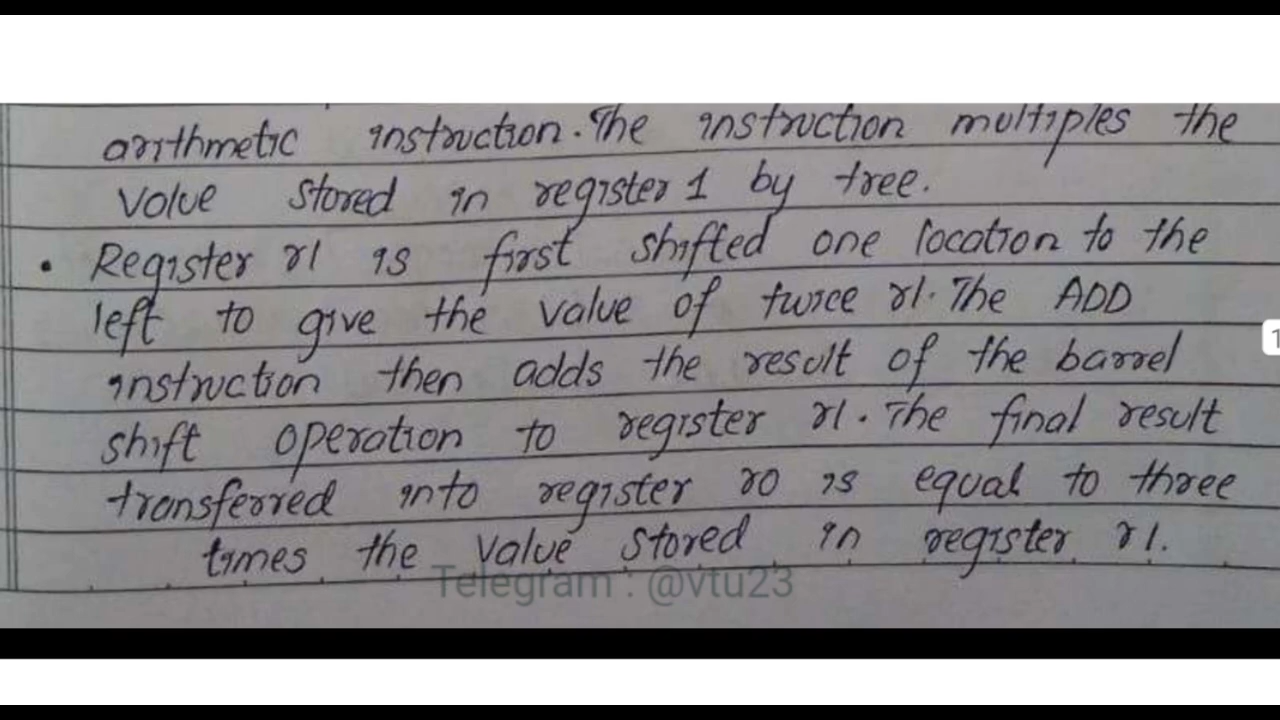 arithmetic instruction. The instruction multiples the
value stored in register 1 by tree.
• Register r1 is first shifted one location to the
left to give the value of twice r1. The ADD
instruction then adds the result of the barrel
shift operation to register r1. The final result
transferred into register r0 is equal to three
times the value stored in register r1.
Telegram : @vtu23
1